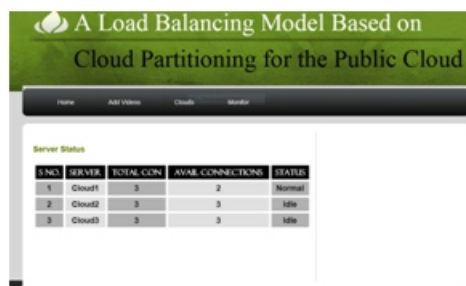 A Load Balancing Model Based on
Cloud Partitioning for the Public Cloud
Home Add Videos Clouds Monitor
Server Status
S NO. SERVER TOTAL CON AVAIL CONNECTIONS STATUS
1 Cloud1 3 2 Normal
2 Cloud2 3 3 Idle
3 Cloud3 3 3 Idle